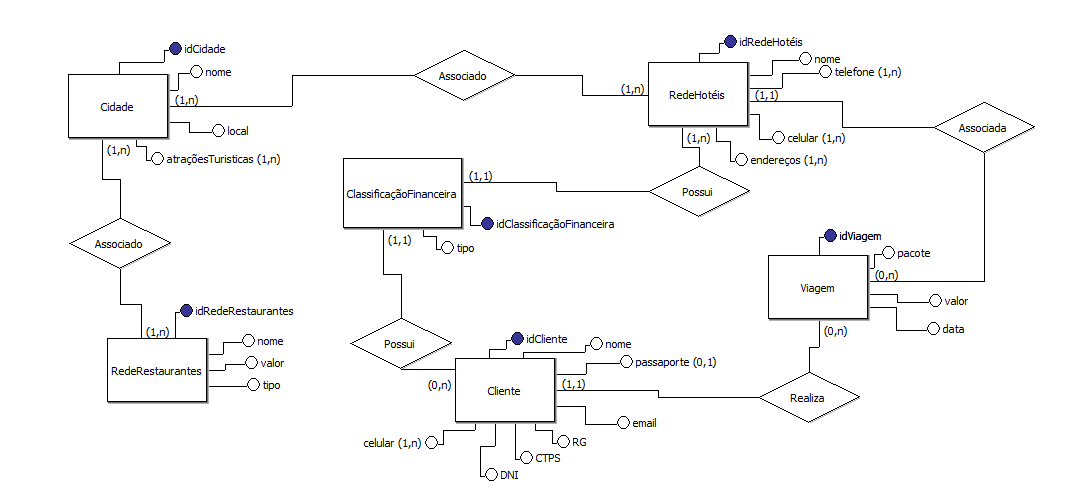 idRedeHotéis
idCidade
nome
nome
telefone (1,n)
Associado
(1,n)
RedeHotéis
(1,1)
(1,n)
Cidade
local
celular (1,n)
Associada
(1,n)
(1,n)
atraçõesTuristicas (1,n)
endereços (1,n)
(1,1)
ClassificaçãoFinanceira
Possui
idClassificaçãoFinanceira
(1,1)
tipo
idViagem
Associado
pacote
(0,n)
Viagem
valor
idRedeRestaurantes
data
(1,n)
(0,n)
nome
Possui
idCliente
nome
valor
passaporte (0,1)
RedeRestaurantes
tipo
(0,n)
Cliente
(1,1)
Realiza
email
celular (1,n)
RG
CTPS
DNI